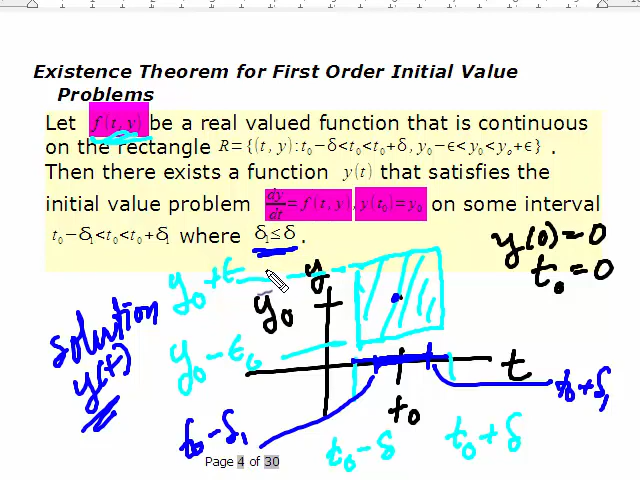 Existence Theorem for First Order Initial Value
Problems
Let f(t,y) be a real valued function that is continuous
on the rectangle R={(t,y):t₀−δ<t₀<t₀+δ, y₀−ϵ<y₀<yₒ+ϵ} .
Then there exists a function y(t) that satisfies the
initial value problem dy/dt=f(t,y), y(t₀)=y₀ on some interval
t₀−δ₁<t₀<t₀+δ₁ where δ₁≤δ .
y(0)=0
t₀=0
y₀+ϵ
y
y₀
solution
y(t)
y₀−ϵ
t
t₀
t₀+δ₁
t₀−δ₁
t₀−δ
t₀+δ
Page 4 of 30